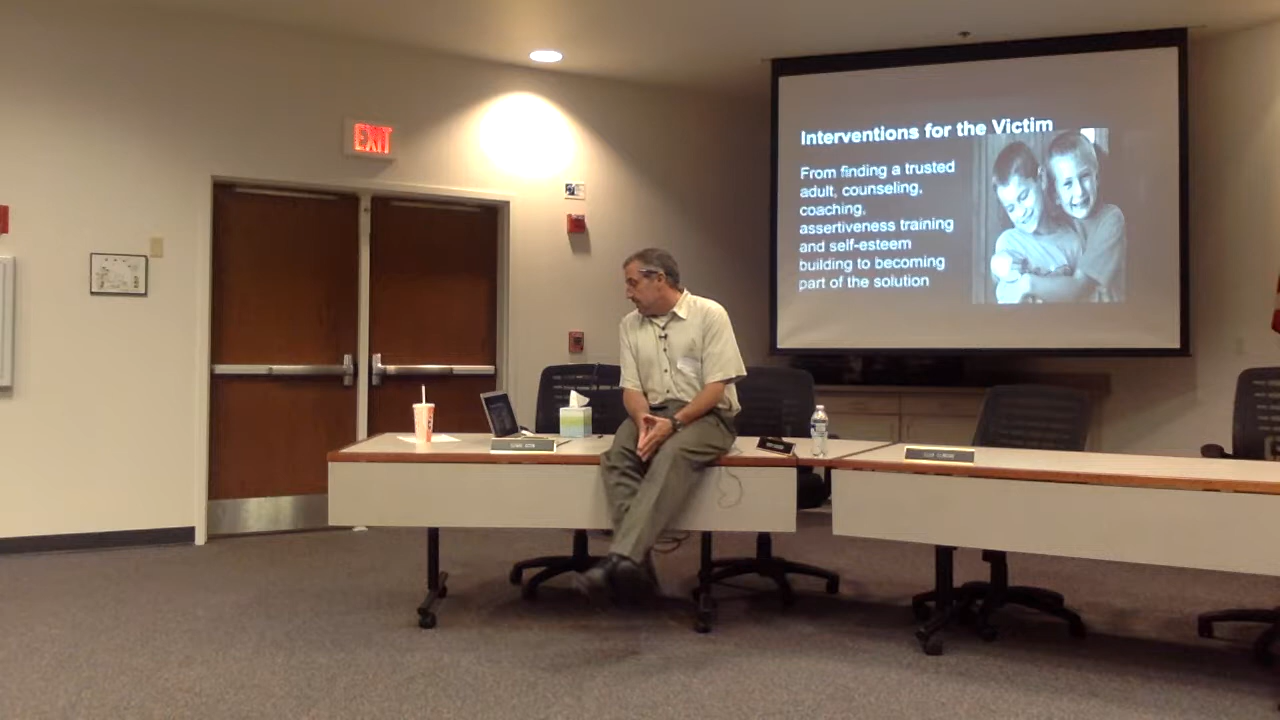 EXIT
Interventions for the Victim
From finding a trusted
adult, counseling,
coaching,
assertiveness training
and self-esteem
building to becoming
part of the solution